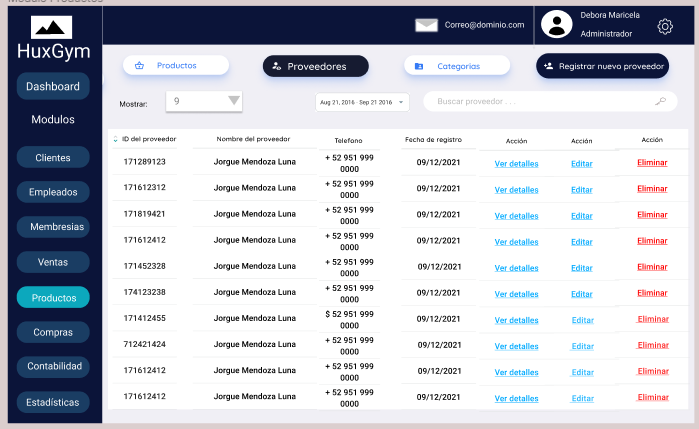 Modulo Productos
HuxGym
Dashboard
Modulos
Clientes
Empleados
Membresias
Ventas
Productos
Compras
Contabilidad
Estadísticas
Correo@dominio.com
Debora Maricela
Administrador
Productos
Proveedores
Categorias
Registrar nuevo proveedor
Mostrar:
9
Aug 21, 2016 - Sep 21 2016
Buscar proveedor . . .
ID del proveedor Nombre del proveedor Telefono Fecha de registro Acción Acción Acción
171289123 Jorgue Mendoza Luna + 52 951 999 0000 09/12/2021 Ver detalles Editar Eliminar
171612312 Jorgue Mendoza Luna + 52 951 999 0000 09/12/2021 Ver detalles Editar Eliminar
171819421 Jorgue Mendoza Luna + 52 951 999 0000 09/12/2021 Ver detalles Editar Eliminar
171612412 Jorgue Mendoza Luna + 52 951 999 0000 09/12/2021 Ver detalles Editar Eliminar
171452328 Jorgue Mendoza Luna + 52 951 999 0000 09/12/2021 Ver detalles Editar Eliminar
174123238 Jorgue Mendoza Luna + 52 951 999 0000 09/12/2021 Ver detalles Editar Eliminar
171412455 Jorgue Mendoza Luna $ 52 951 999 0000 09/12/2021 Ver detalles Editar Eliminar
712421424 Jorgue Mendoza Luna + 52 951 999 0000 09/12/2021 Ver detalles Editar Eliminar
171612412 Jorgue Mendoza Luna + 52 951 999 0000 09/12/2021 Ver detalles Editar Eliminar
171612412 Jorgue Mendoza Luna + 52 951 999 0000 09/12/2021 Ver detalles Editar Eliminar